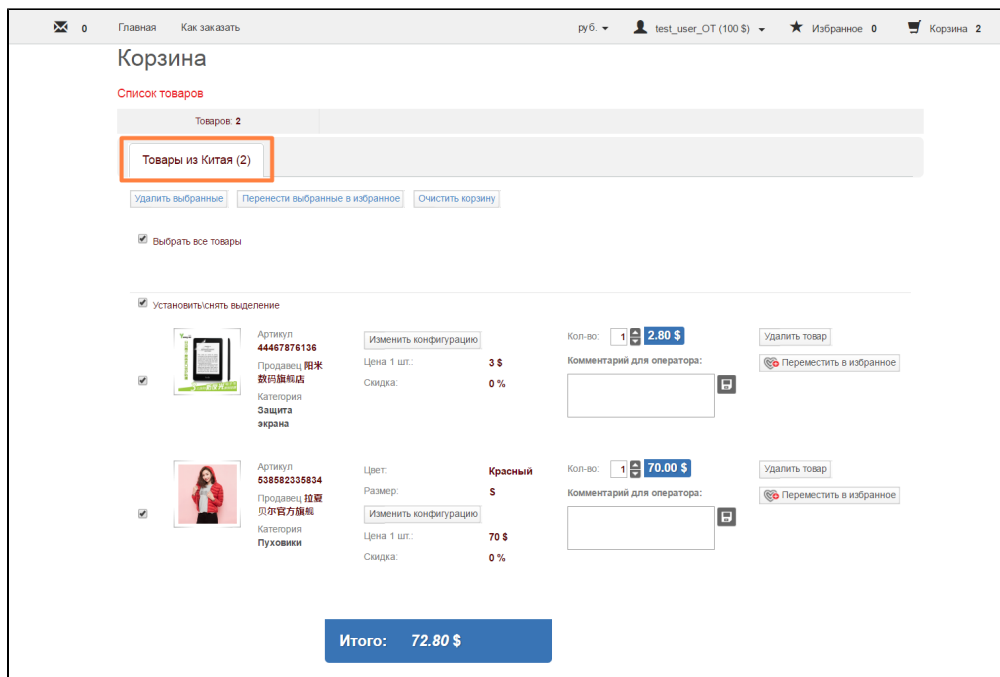 0 Главная Как заказать руб. test_user_OT (100 $) Избранное 0 Корзина 2
Корзина
Список товаров
Товаров: 2
Товары из Китая (2)
Удалить выбранные Перенести выбранные в избранное Очистить корзину
Выбрать все товары
Установить\снять выделение
Артикул
44467876136
Продавец 阳米
数码旗舰店
Категория
Защита
экрана
Изменить конфигурацию
Цена 1 шт.: 3 $
Скидка: 0 %
Кол-во: 1 2.80 $
Комментарий для оператора:
Удалить товар
Переместить в избранное
Артикул
538582335834
Продавец 拉夏
贝尔官方旗舰
Категория
Пуховики
Цвет: Красный
Размер: S
Изменить конфигурацию
Цена 1 шт.: 70 $
Скидка: 0 %
Кол-во: 1 70.00 $
Комментарий для оператора:
Удалить товар
Переместить в избранное
Итого: 72.80 $